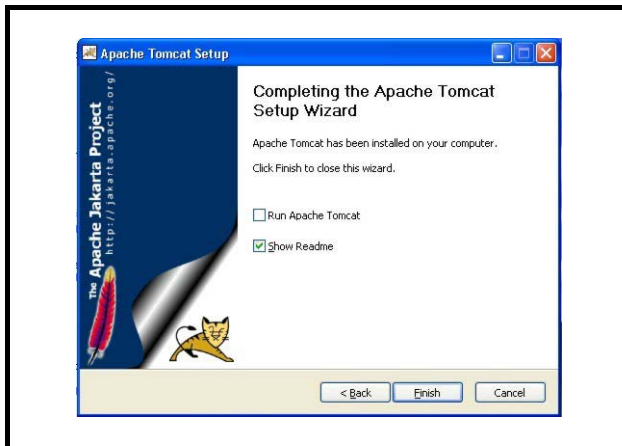 Apache Tomcat Setup
The Apache Jakarta Project
http://jakarta.apache.org/
Completing the Apache Tomcat
Setup Wizard
Apache Tomcat has been installed on your computer.
Click Finish to close this wizard.
Run Apache Tomcat
Show Readme
< Back
Finish
Cancel